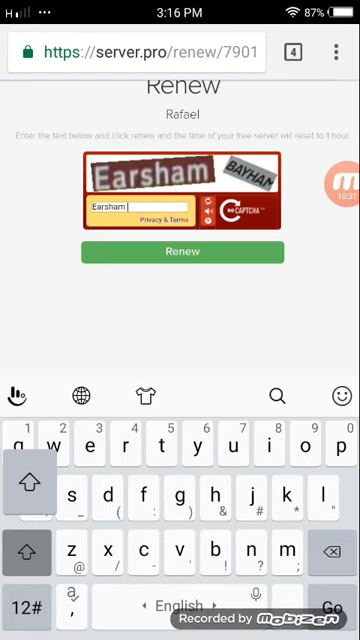 H 3:16 PM 87%
https://server.pro/renew/7901 4
Renew
Rafael
Enter the text below and click renew and the time of your free server will reset to 1 hour.
Earsham BAYHAM
Earsham
Privacy & Terms
reCAPTCHA™
Renew
10:31
1 2 3 4 5 6 7 8 9 0
q w e r t y u i o p
s d f g h j k l
_ ( : ) & # * "
z x c v b n m
@ / - ' ! ? ;
12# a , English . Go
Recorded by MOBIZEN